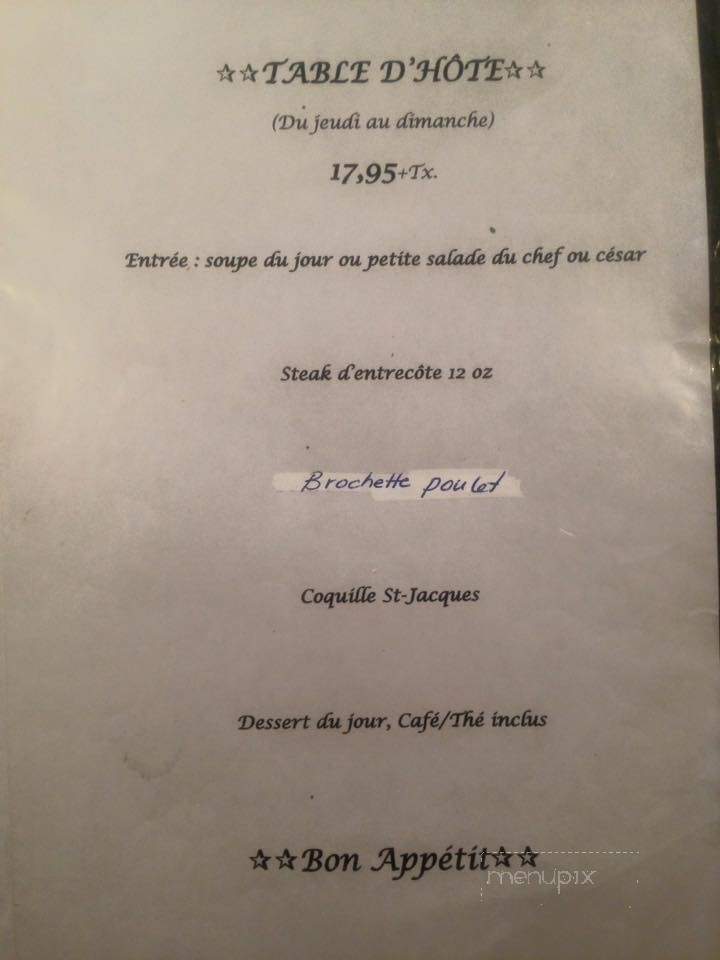 ☆☆TABLE D'HÔTE☆☆
(Du jeudi au dimanche)
17,95+Tx.
Entrée : soupe du jour ou petite salade du chef ou césar
Steak d'entrecôte 12 oz
Brochette poulet
Coquille St-Jacques
Dessert du jour, Café/Thé inclus
☆☆Bon Appétit☆☆
menupix